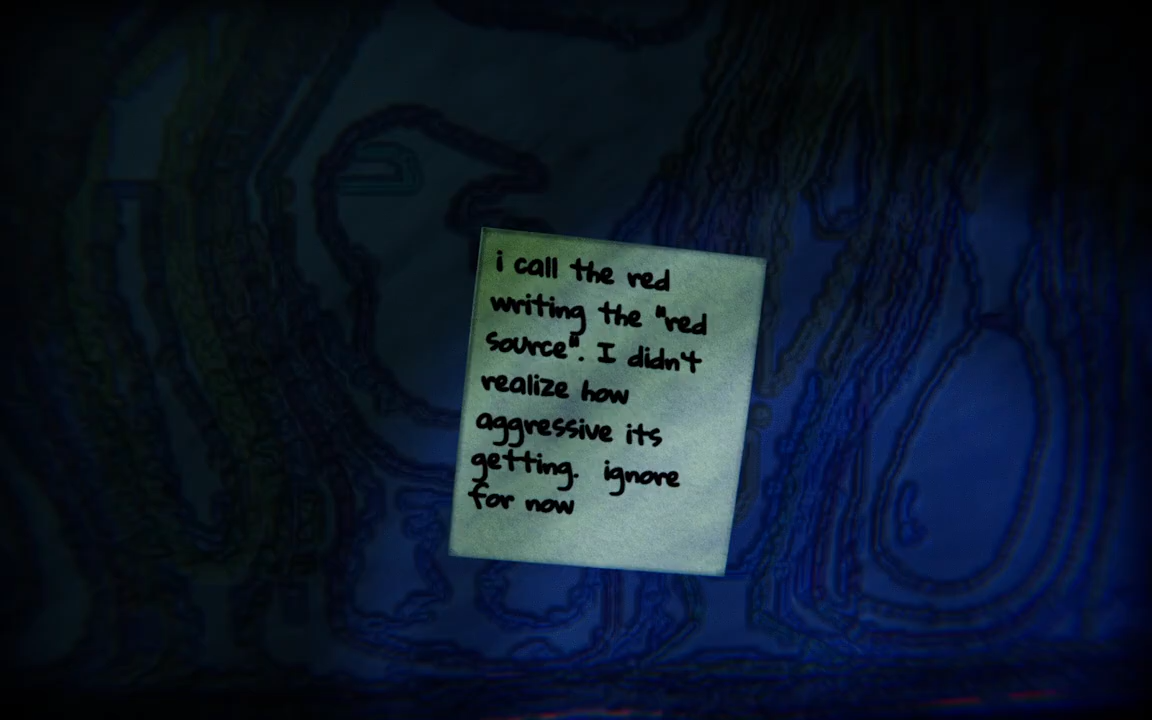 i call the red
writing the "red
source". I didn't
realize how
aggressive its
getting. ignore
for now